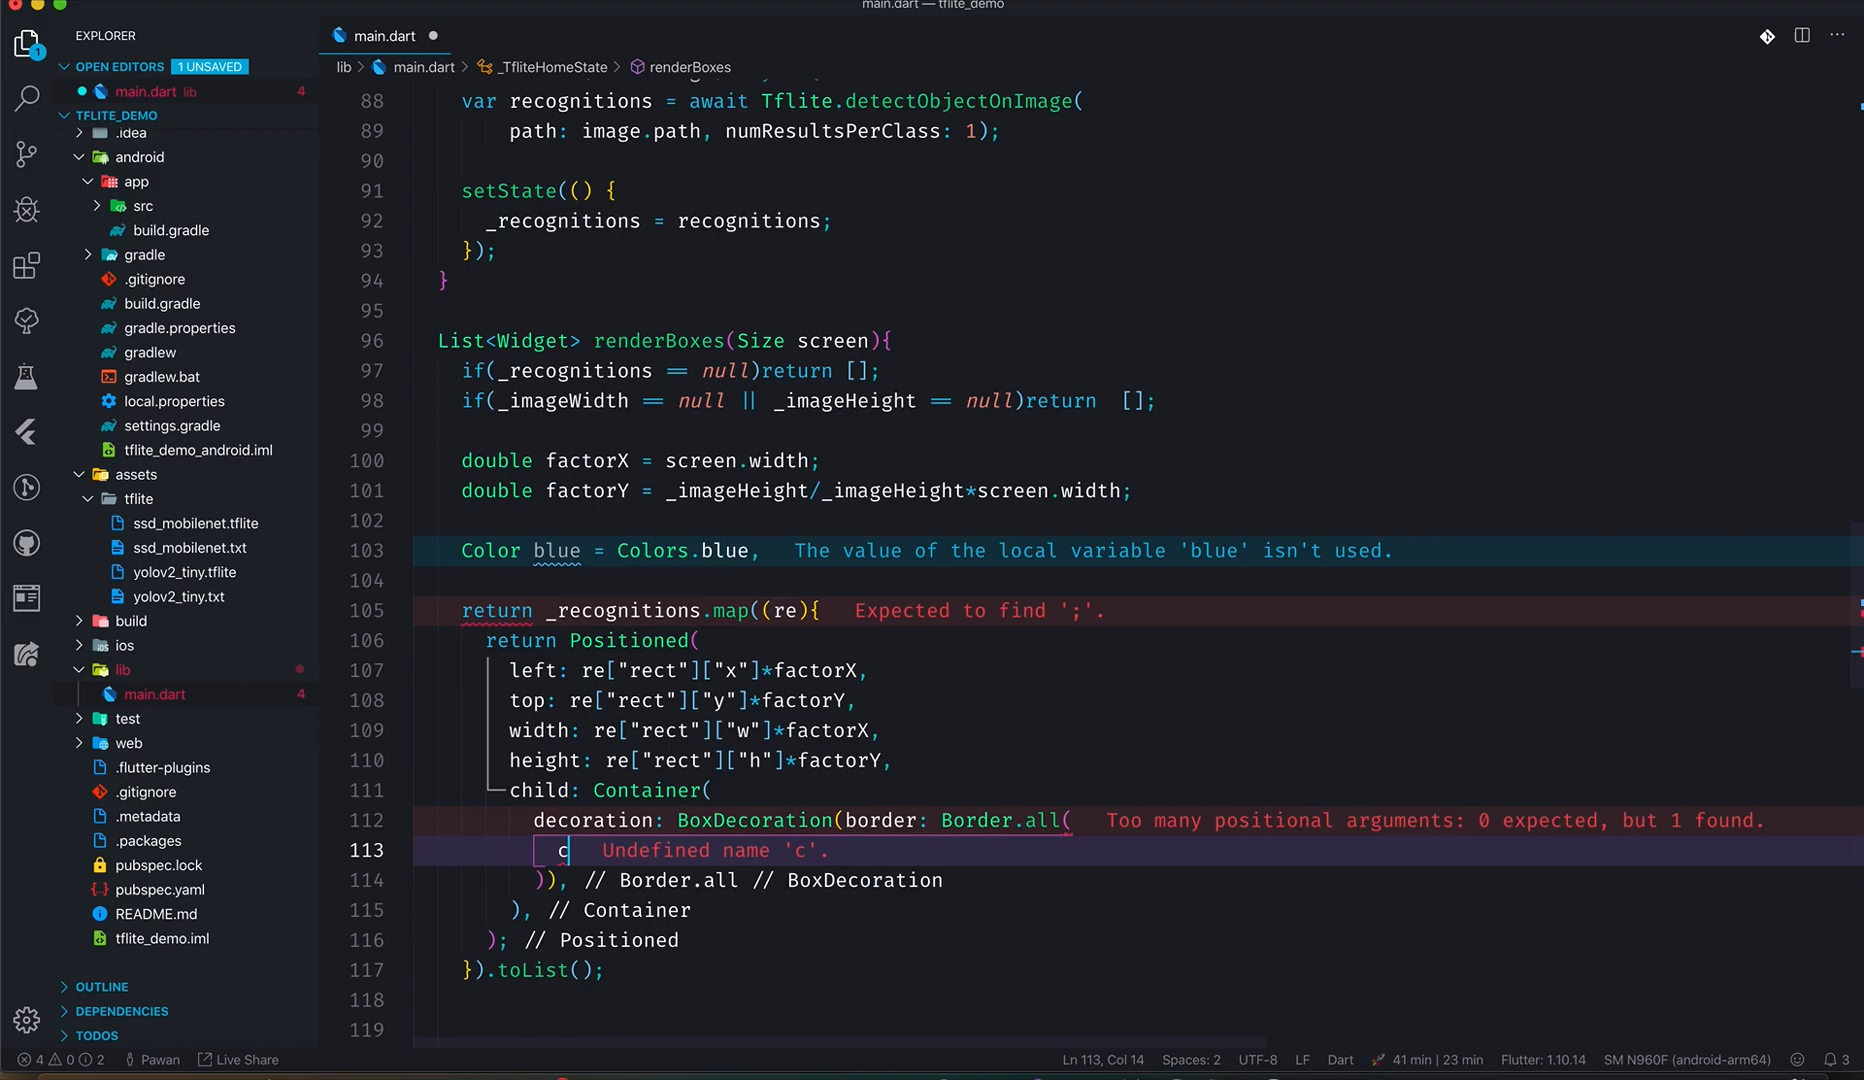 main.dart — tflite_demo
EXPLORER
OPEN EDITORS 1 UNSAVED
main.dart lib 4
TFLITE_DEMO
.idea
android
app
src
build.gradle
gradle
.gitignore
build.gradle
gradle.properties
gradlew
gradlew.bat
local.properties
settings.gradle
tflite_demo_android.iml
assets
tflite
ssd_mobilenet.tflite
ssd_mobilenet.txt
yolov2_tiny.tflite
yolov2_tiny.txt
build
ios
lib
main.dart 4
test
web
.flutter-plugins
.gitignore
.metadata
.packages
pubspec.lock
pubspec.yaml
README.md
tflite_demo.iml
OUTLINE
DEPENDENCIES
TODOS
main.dart
lib > main.dart > _TfliteHomeState > renderBoxes
88 var recognitions = await Tflite.detectObjectOnImage(
89 path: image.path, numResultsPerClass: 1);
90
91 setState(() {
92 _recognitions = recognitions;
93 });
94 }
95
96 List<Widget> renderBoxes(Size screen){
97 if(_recognitions == null)return [];
98 if(_imageWidth == null || _imageHeight == null)return  [];
99
100 double factorX = screen.width;
101 double factorY = _imageHeight/_imageHeight*screen.width;
102
103 Color blue = Colors.blue, The value of the local variable 'blue' isn't used.
104
105 return _recognitions.map((re){ Expected to find ';'.
106 return Positioned(
107 left: re["rect"]["x"]*factorX,
108 top: re["rect"]["y"]*factorY,
109 width: re["rect"]["w"]*factorX,
110 height: re["rect"]["h"]*factorY,
111 child: Container(
112 decoration: BoxDecoration(border: Border.all( Too many positional arguments: 0 expected, but 1 found.
113 c Undefined name 'c'.
114 )), // Border.all // BoxDecoration
115 ), // Container
116 ); // Positioned
117 }).toList();
118
119
4 0 2 Pawan Live Share Ln 113, Col 14 Spaces: 2 UTF-8 LF Dart 41 min | 23 min Flutter: 1.10.14 SM N960F (android-arm64) 3